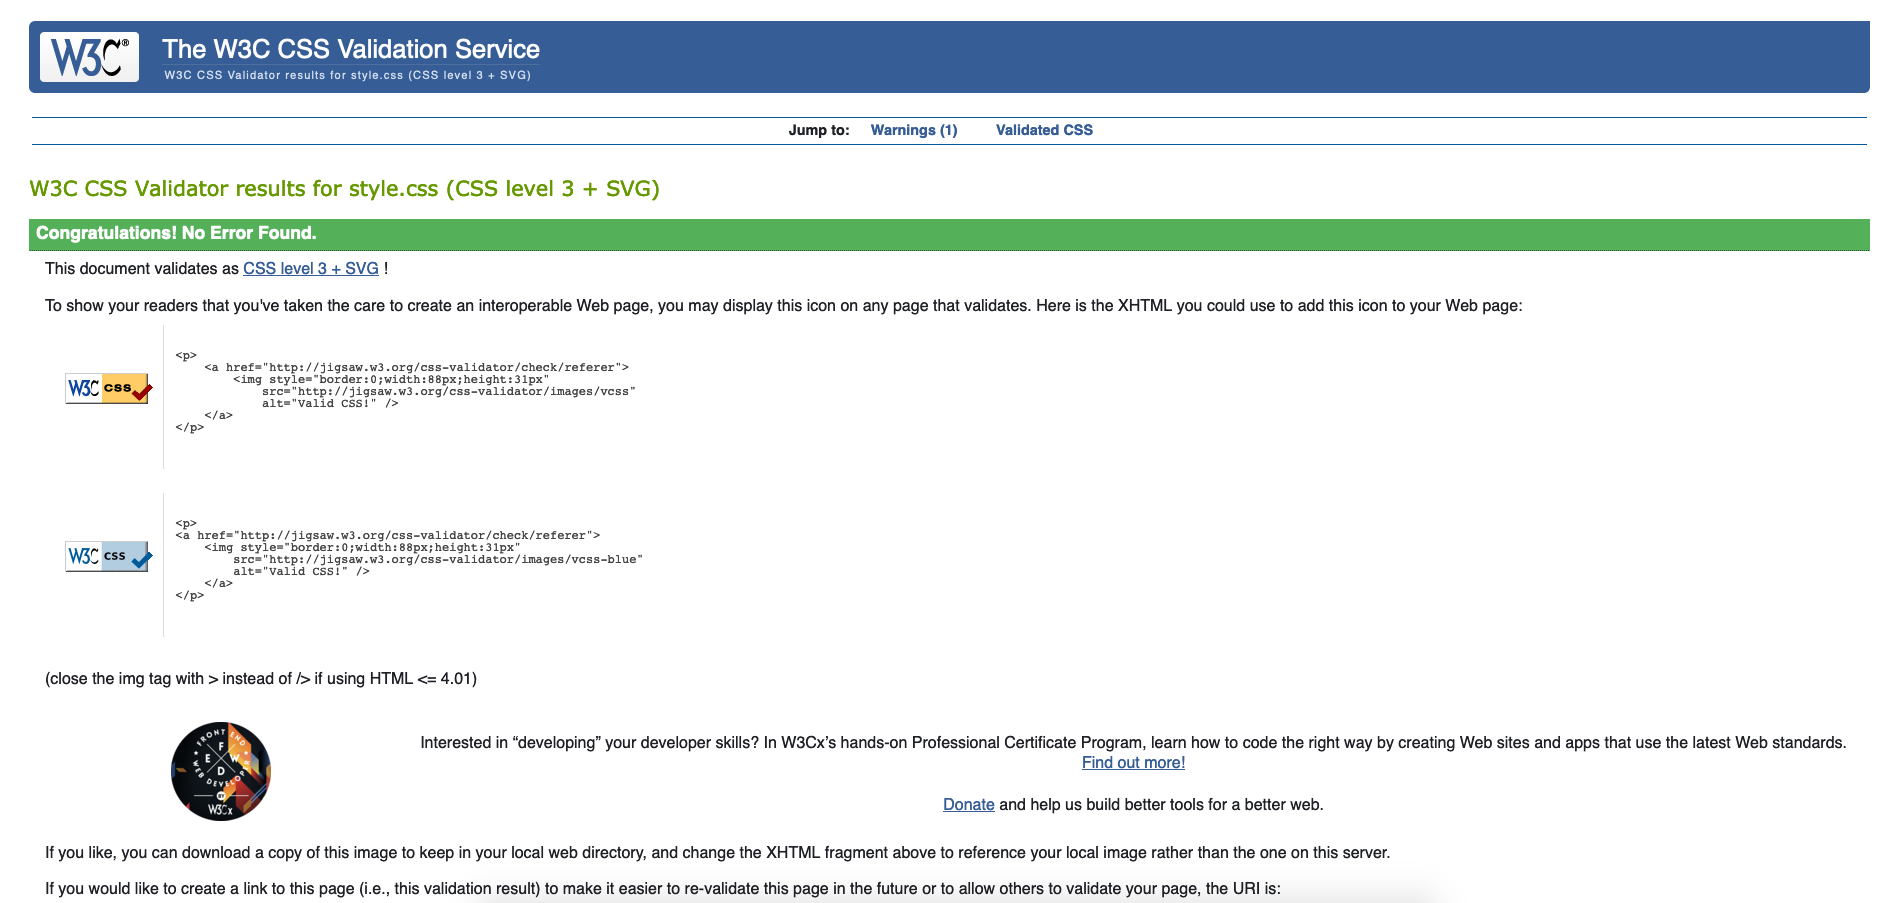 W3C®
The W3C CSS Validation Service
W3C CSS Validator results for style.css (CSS level 3 + SVG)
Jump to: Warnings (1) Validated CSS
W3C CSS Validator results for style.css (CSS level 3 + SVG)
Congratulations! No Error Found.
This document validates as CSS level 3 + SVG !
To show your readers that you've taken the care to create an interoperable Web page, you may display this icon on any page that validates. Here is the XHTML you could use to add this icon to your Web page:
W3C css
<p>
    <a href="http://jigsaw.w3.org/css-validator/check/referer">
        <img style="border:0;width:88px;height:31px"
            src="http://jigsaw.w3.org/css-validator/images/vcss"
            alt="Valid CSS!" />
    </a>
</p>
W3C css
<p>
<a href="http://jigsaw.w3.org/css-validator/check/referer">
    <img style="border:0;width:88px;height:31px"
        src="http://jigsaw.w3.org/css-validator/images/vcss-blue"
        alt="Valid CSS!" />
    </a>
</p>
(close the img tag with > instead of /> if using HTML <= 4.01)
FRONT END
F
E W
D
WEB DEVELOPER
BY
W3Cx
Interested in “developing” your developer skills? In W3Cx’s hands-on Professional Certificate Program, learn how to code the right way by creating Web sites and apps that use the latest Web standards.
Find out more!
Donate and help us build better tools for a better web.
If you like, you can download a copy of this image to keep in your local web directory, and change the XHTML fragment above to reference your local image rather than the one on this server.
If you would like to create a link to this page (i.e., this validation result) to make it easier to re-validate this page in the future or to allow others to validate your page, the URI is: